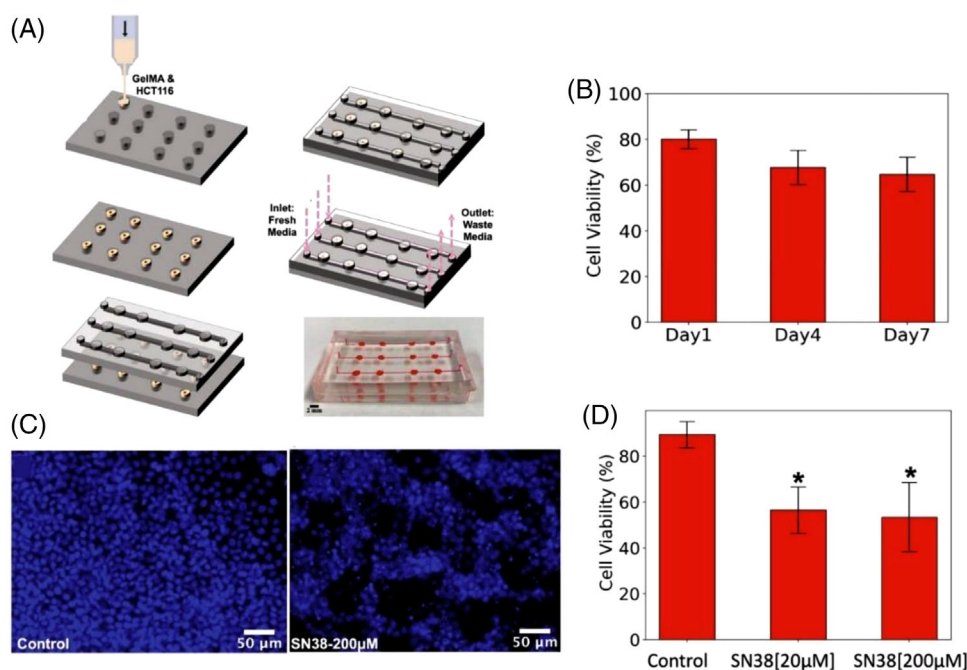 (A)
GelMA &
HCT116
Inlet:
Fresh
Media
Outlet:
Waste
Media
2 mm
(B)
Cell Viability (%)
100
80
60
40
20
0
Day1 Day4 Day7
(C)
Control
50 µm
SN38-200µM
50 µm
(D)
Cell Viability (%)
80
60
40
20
0
* *
Control SN38[20µM] SN38[200µM]